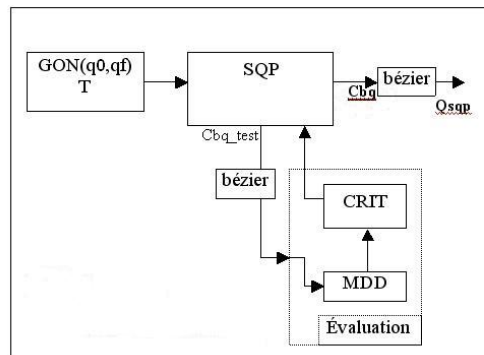 GON(q0,qf)
T
SQP
bézier
Cbq
Qsqp
Cbq_test
bézier
CRIT
MDD
Évaluation